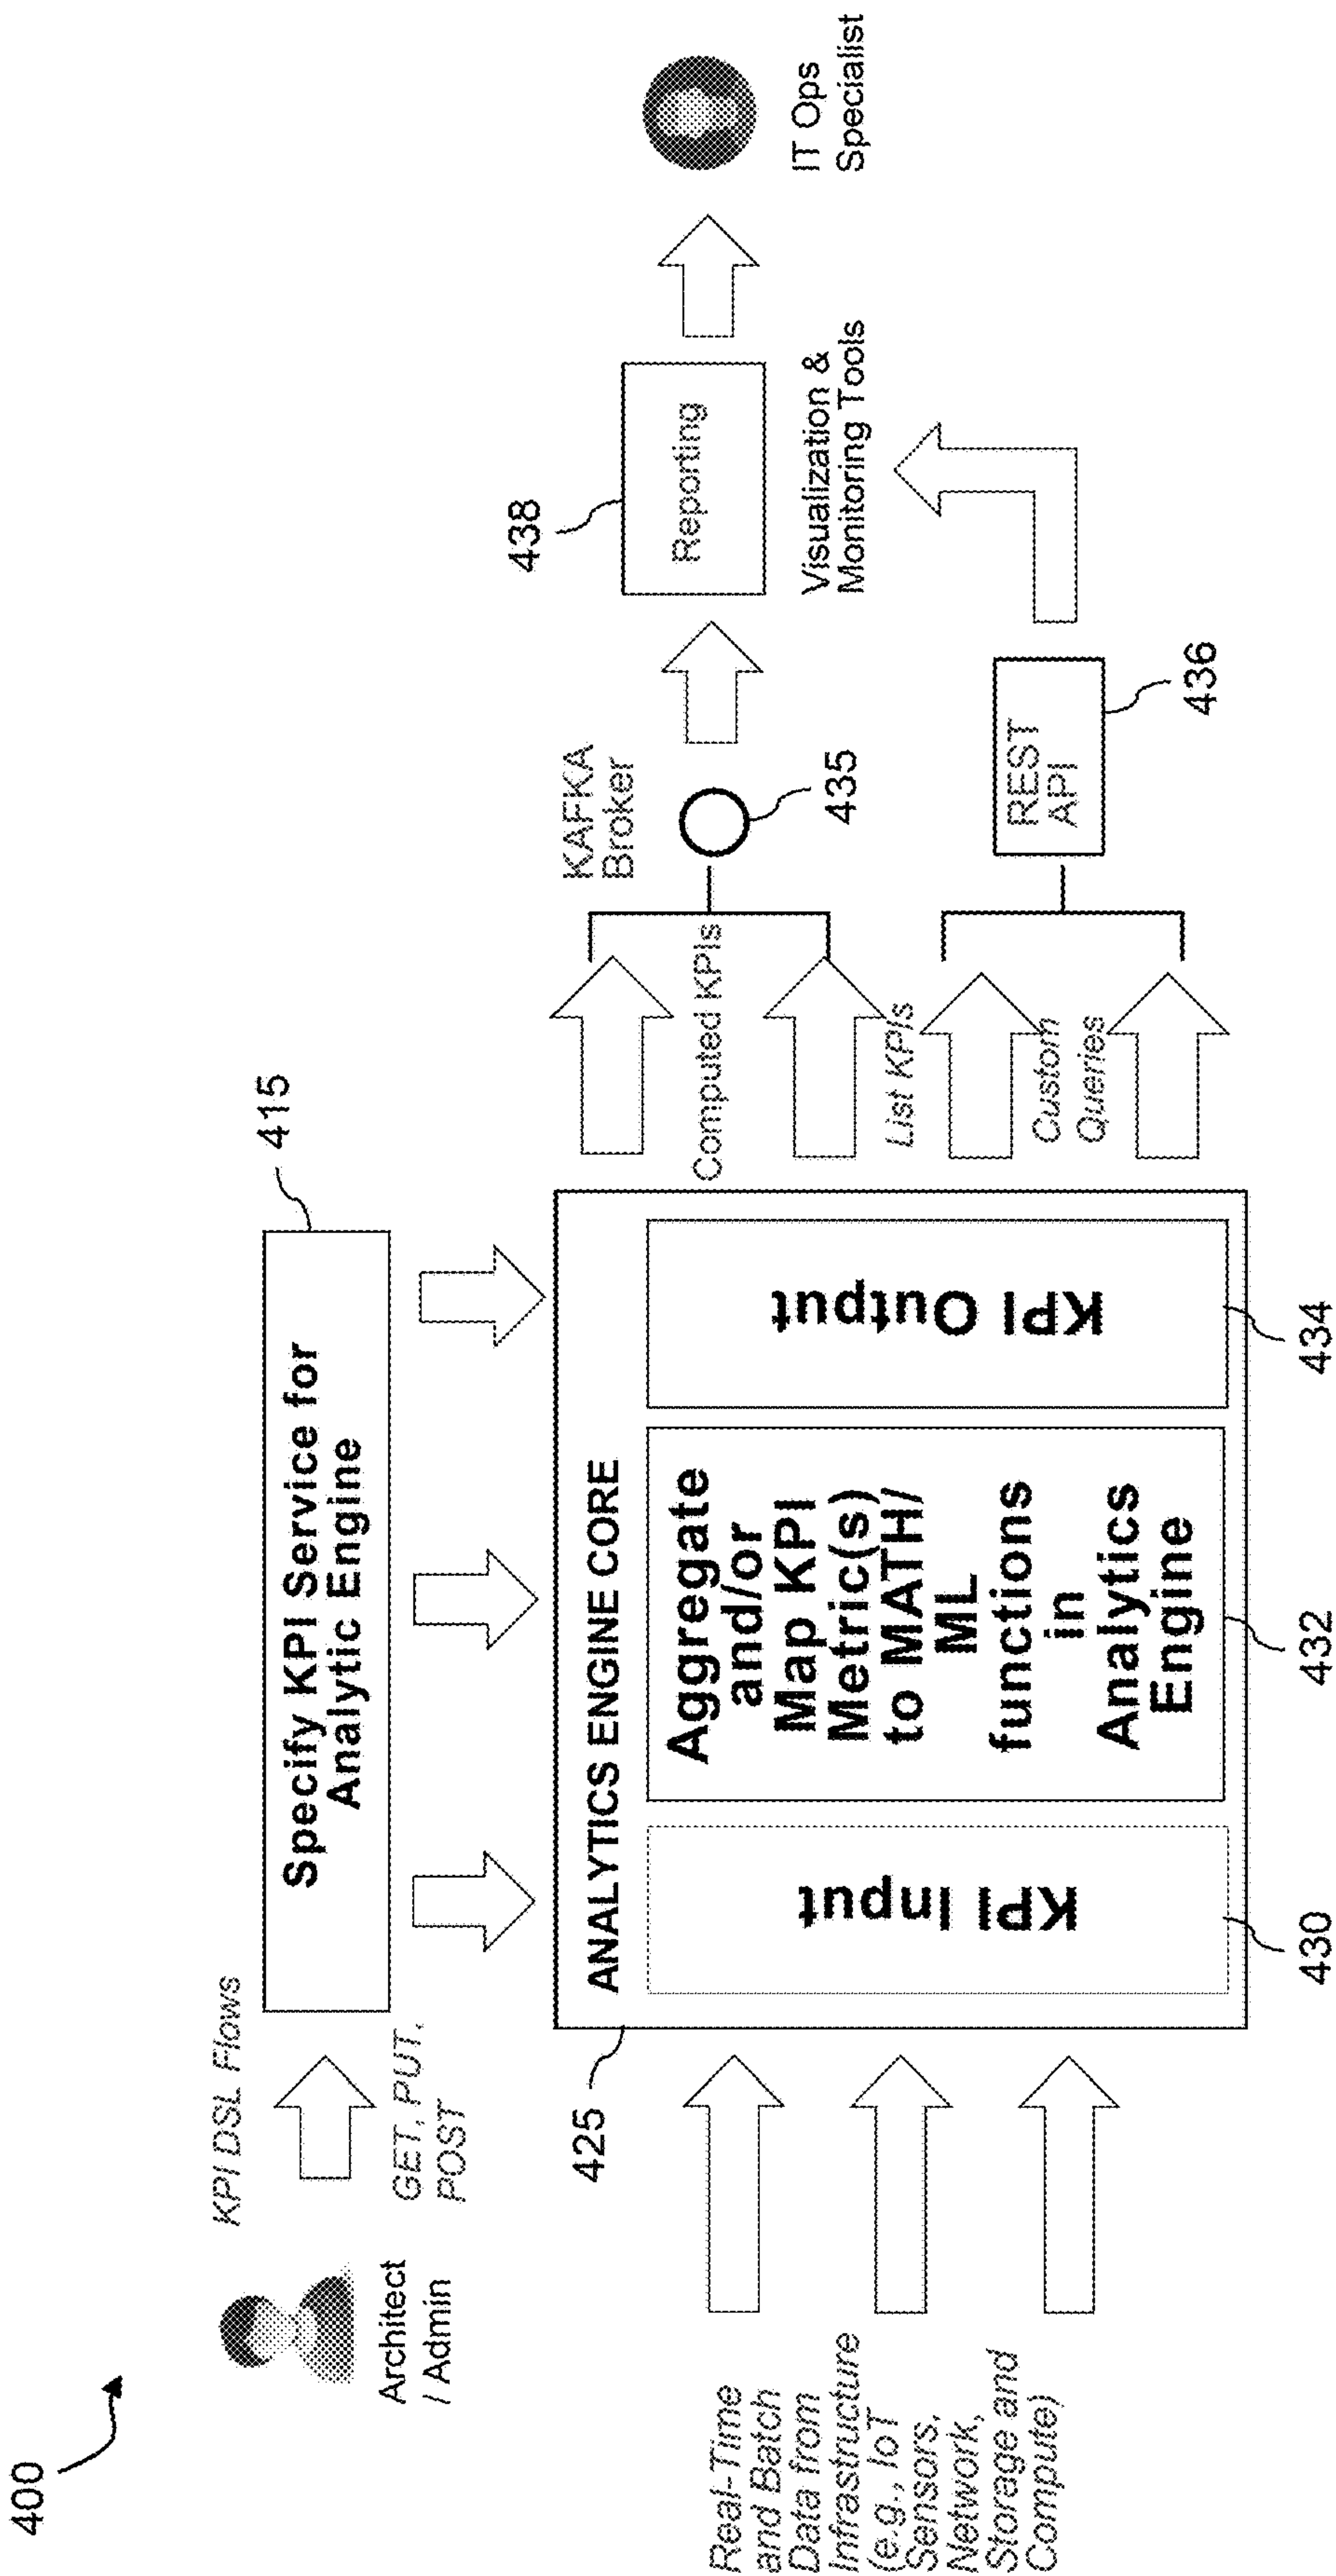 400
Architect
/ Admin
KPI DSL Flows
GET, PUT,
POST
Specify KPI Service for
Analytic Engine
415
Real-Time
and Batch
Data from
Infrastructure
(e.g., IoT
Sensors,
Network,
Storage and
Compute)
425
ANALYTICS ENGINE CORE
KPI Input
430
Aggregate
and/or
Map KPI
Metric(s)
to MATH/
ML
functions
in
Analytics
Engine
432
KPI Output
434
Computed KPIs
List KPIs
Custom
Queries
KAFKA
Broker
435
REST
API
436
438
Reporting
Visualization &
Monitoring Tools
IT Ops
Specialist